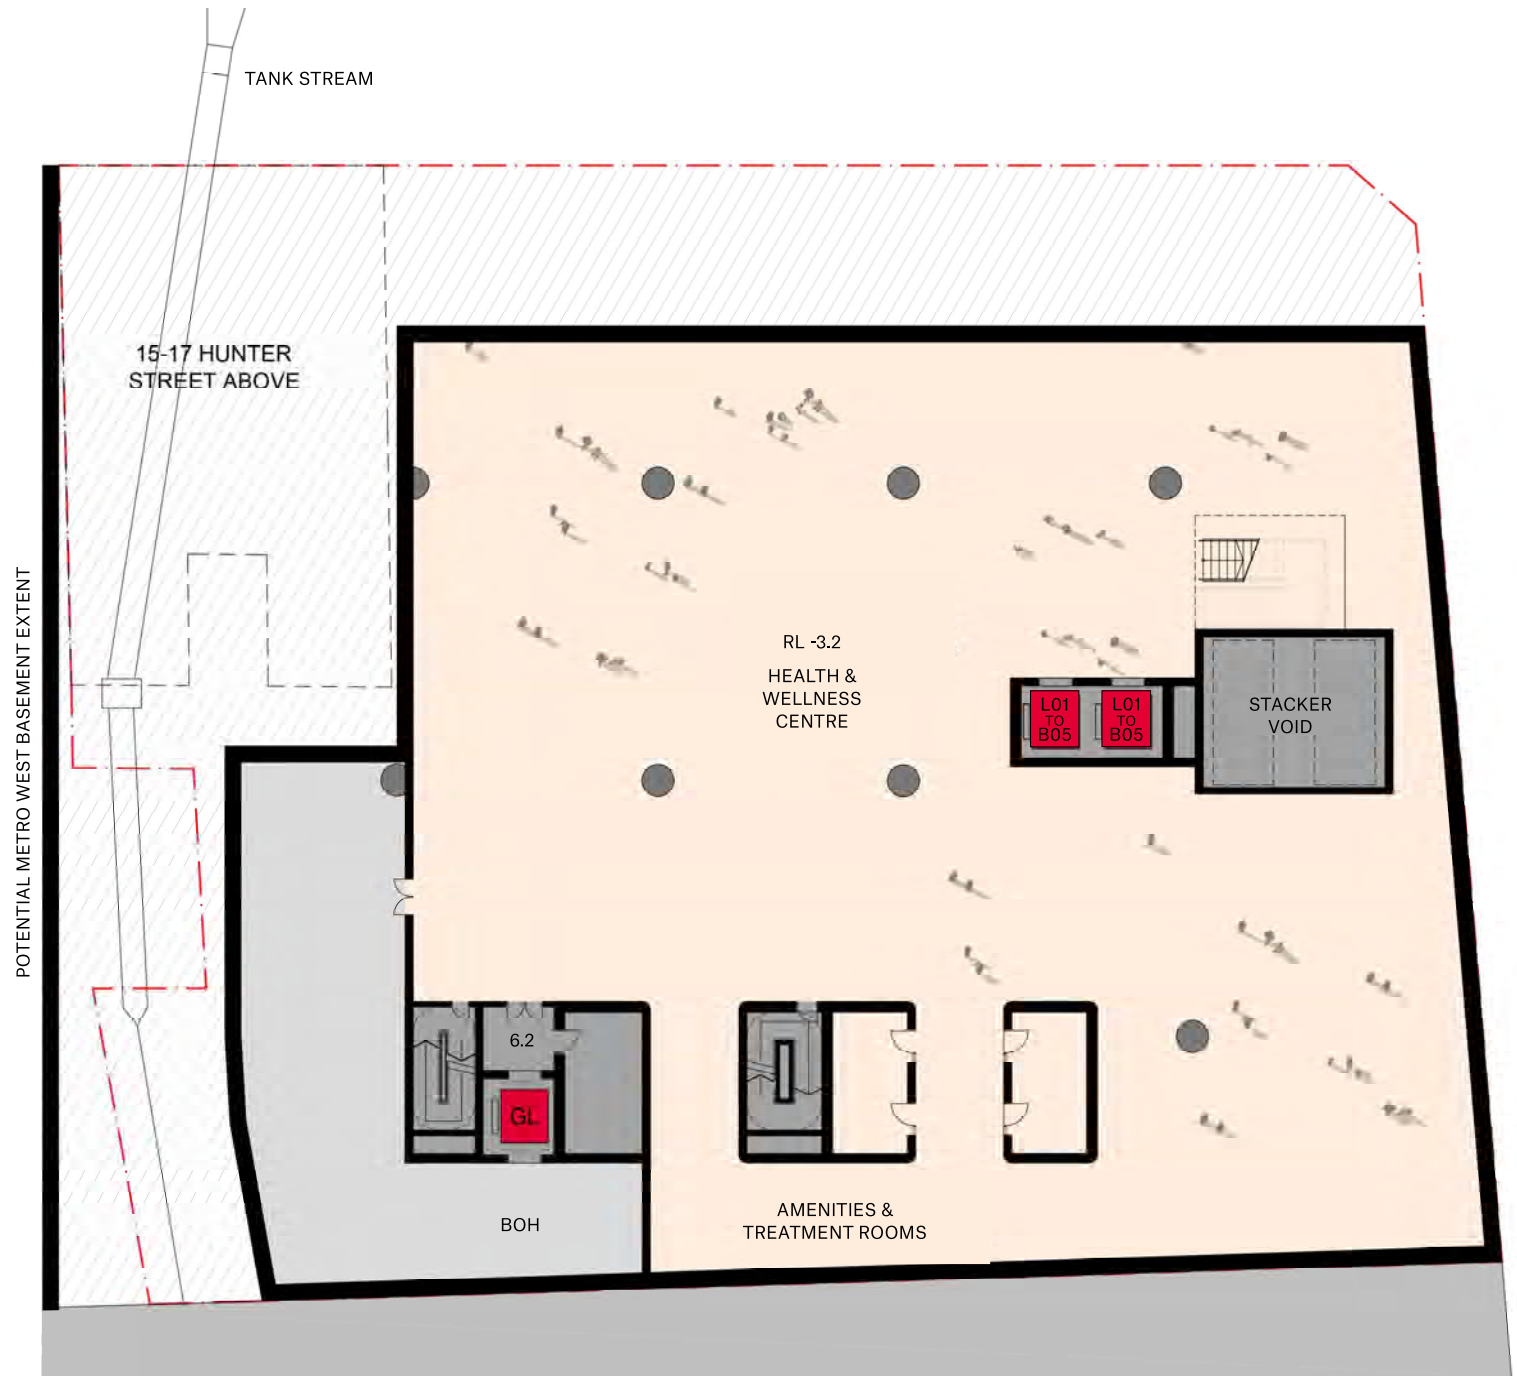 TANK STREAM
15-17 HUNTER
STREET ABOVE
POTENTIAL METRO WEST BASEMENT EXTENT
RL -3.2
HEALTH &
WELLNESS
CENTRE
L01
TO
B05
L01
TO
B05
STACKER
VOID
6.2
GL
BOH
AMENITIES &
TREATMENT ROOMS